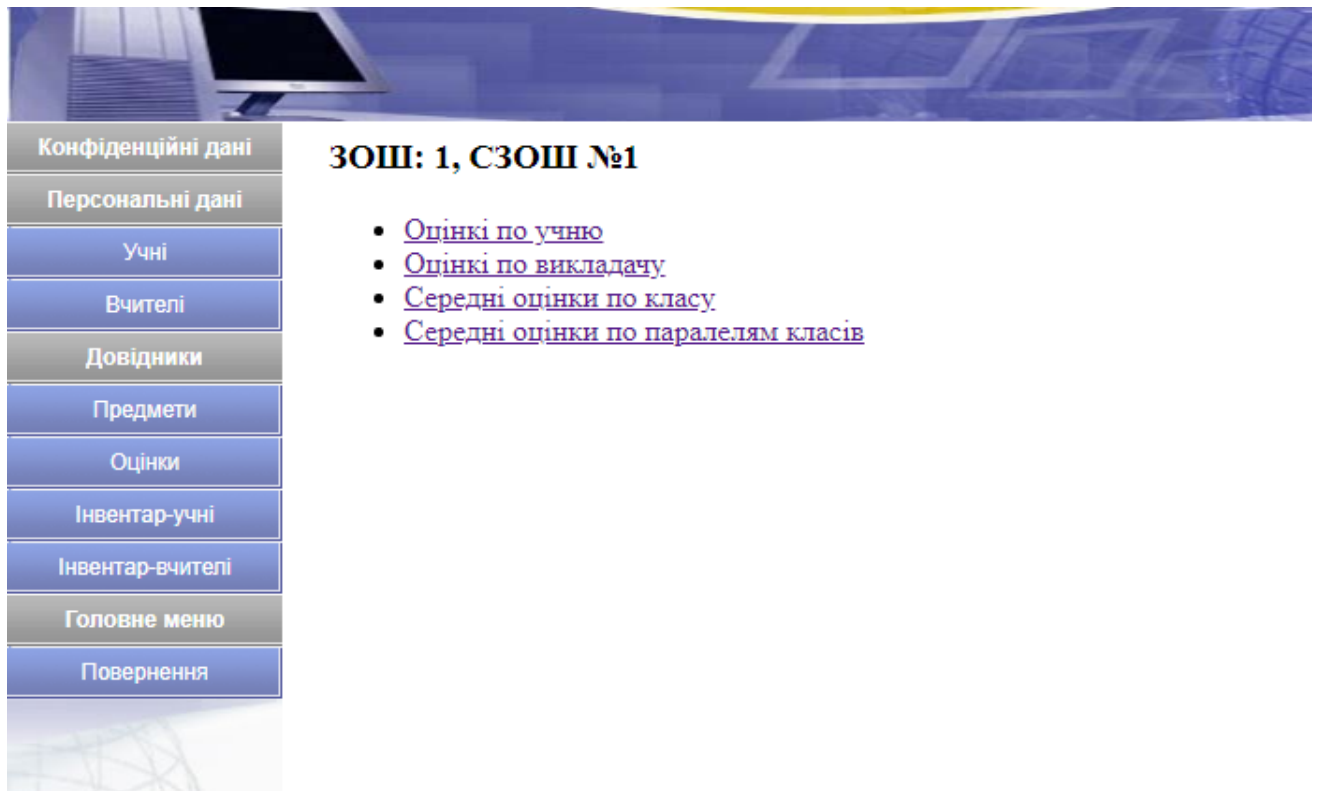 Конфіденційні дані
Персональні дані
Учні
Вчителі
Довідники
Предмети
Оцінки
Інвентар-учні
Інвентар-вчителі
Головне меню
Повернення
ЗОШ: 1, СЗОШ №1
Оцінкі по учню
Оцінкі по викладачу
Середні оцінки по класу
Середні оцінки по паралелям класів